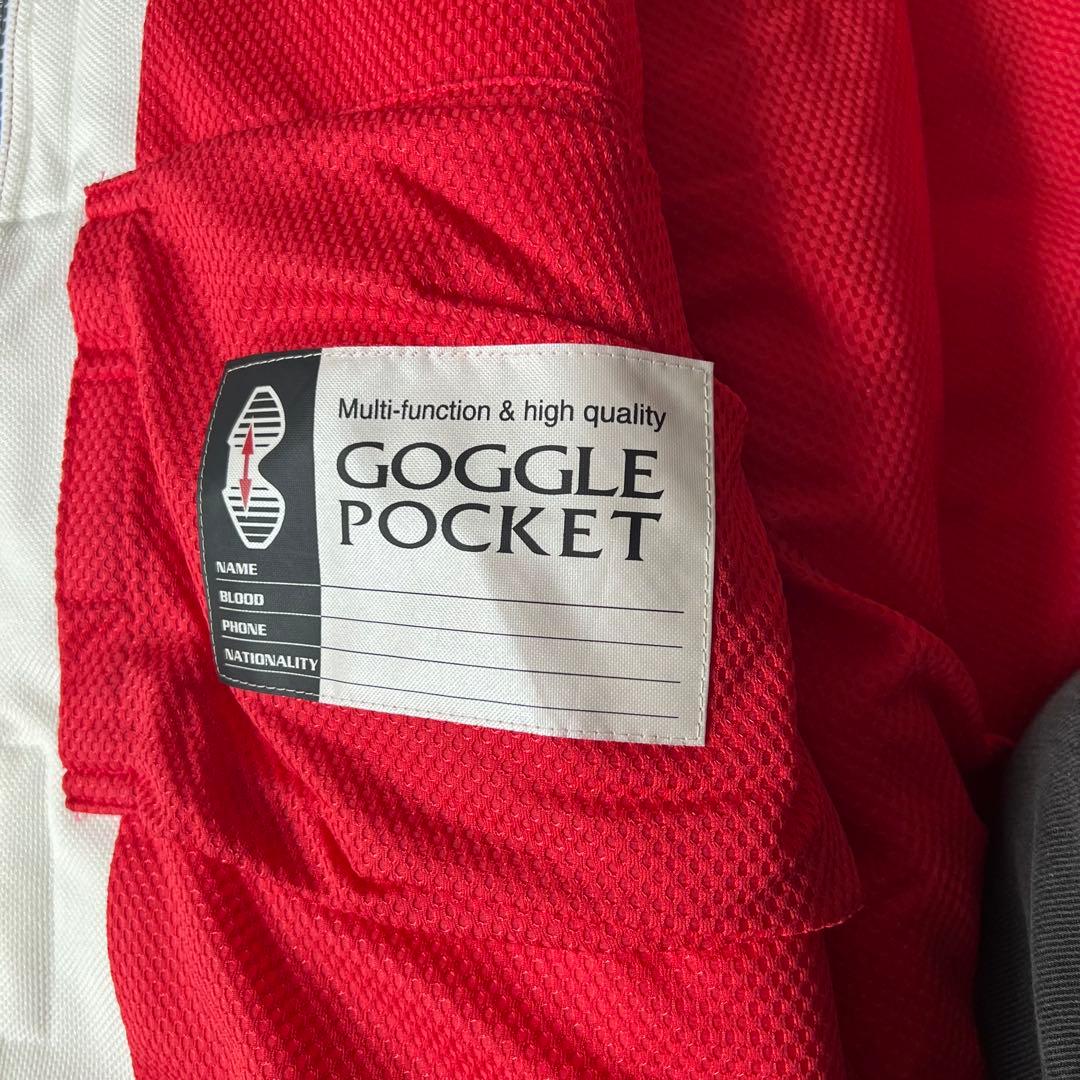 Multi-function & high quality
GOGGLE
POCKET
NAME
BLOOD
PHONE
NATIONALITY